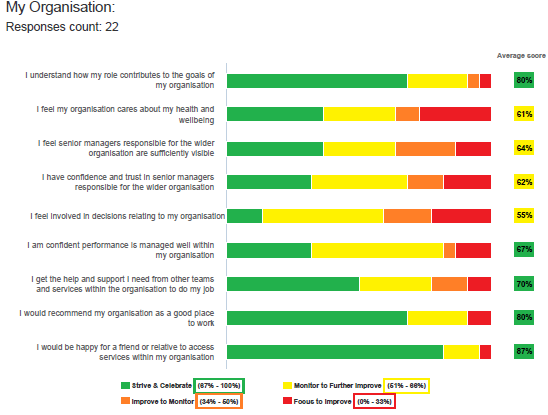 My Organisation:
Responses count: 22
Average score
I understand how my role contributes to the goals of
my organisation
80%
I feel my organisation cares about my health and
wellbeing
61%
I feel senior managers responsible for the wider
organisation are sufficiently visible
64%
I have confidence and trust in senior managers
responsible for the wider organisation
62%
I feel involved in decisions relating to my organisation
55%
I am confident performance is managed well within
my organisation
67%
I get the help and support I need from other teams
and services within the organisation to do my job
70%
I would recommend my organisation as a good place
to work
80%
I would be happy for a friend or relative to access
services within my organisation
87%
Strive & Celebrate (67% - 100%) Monitor to Further Improve (51% - 66%)
Improve to Monitor (34% - 50%) Focus to Improve (0% - 33%)